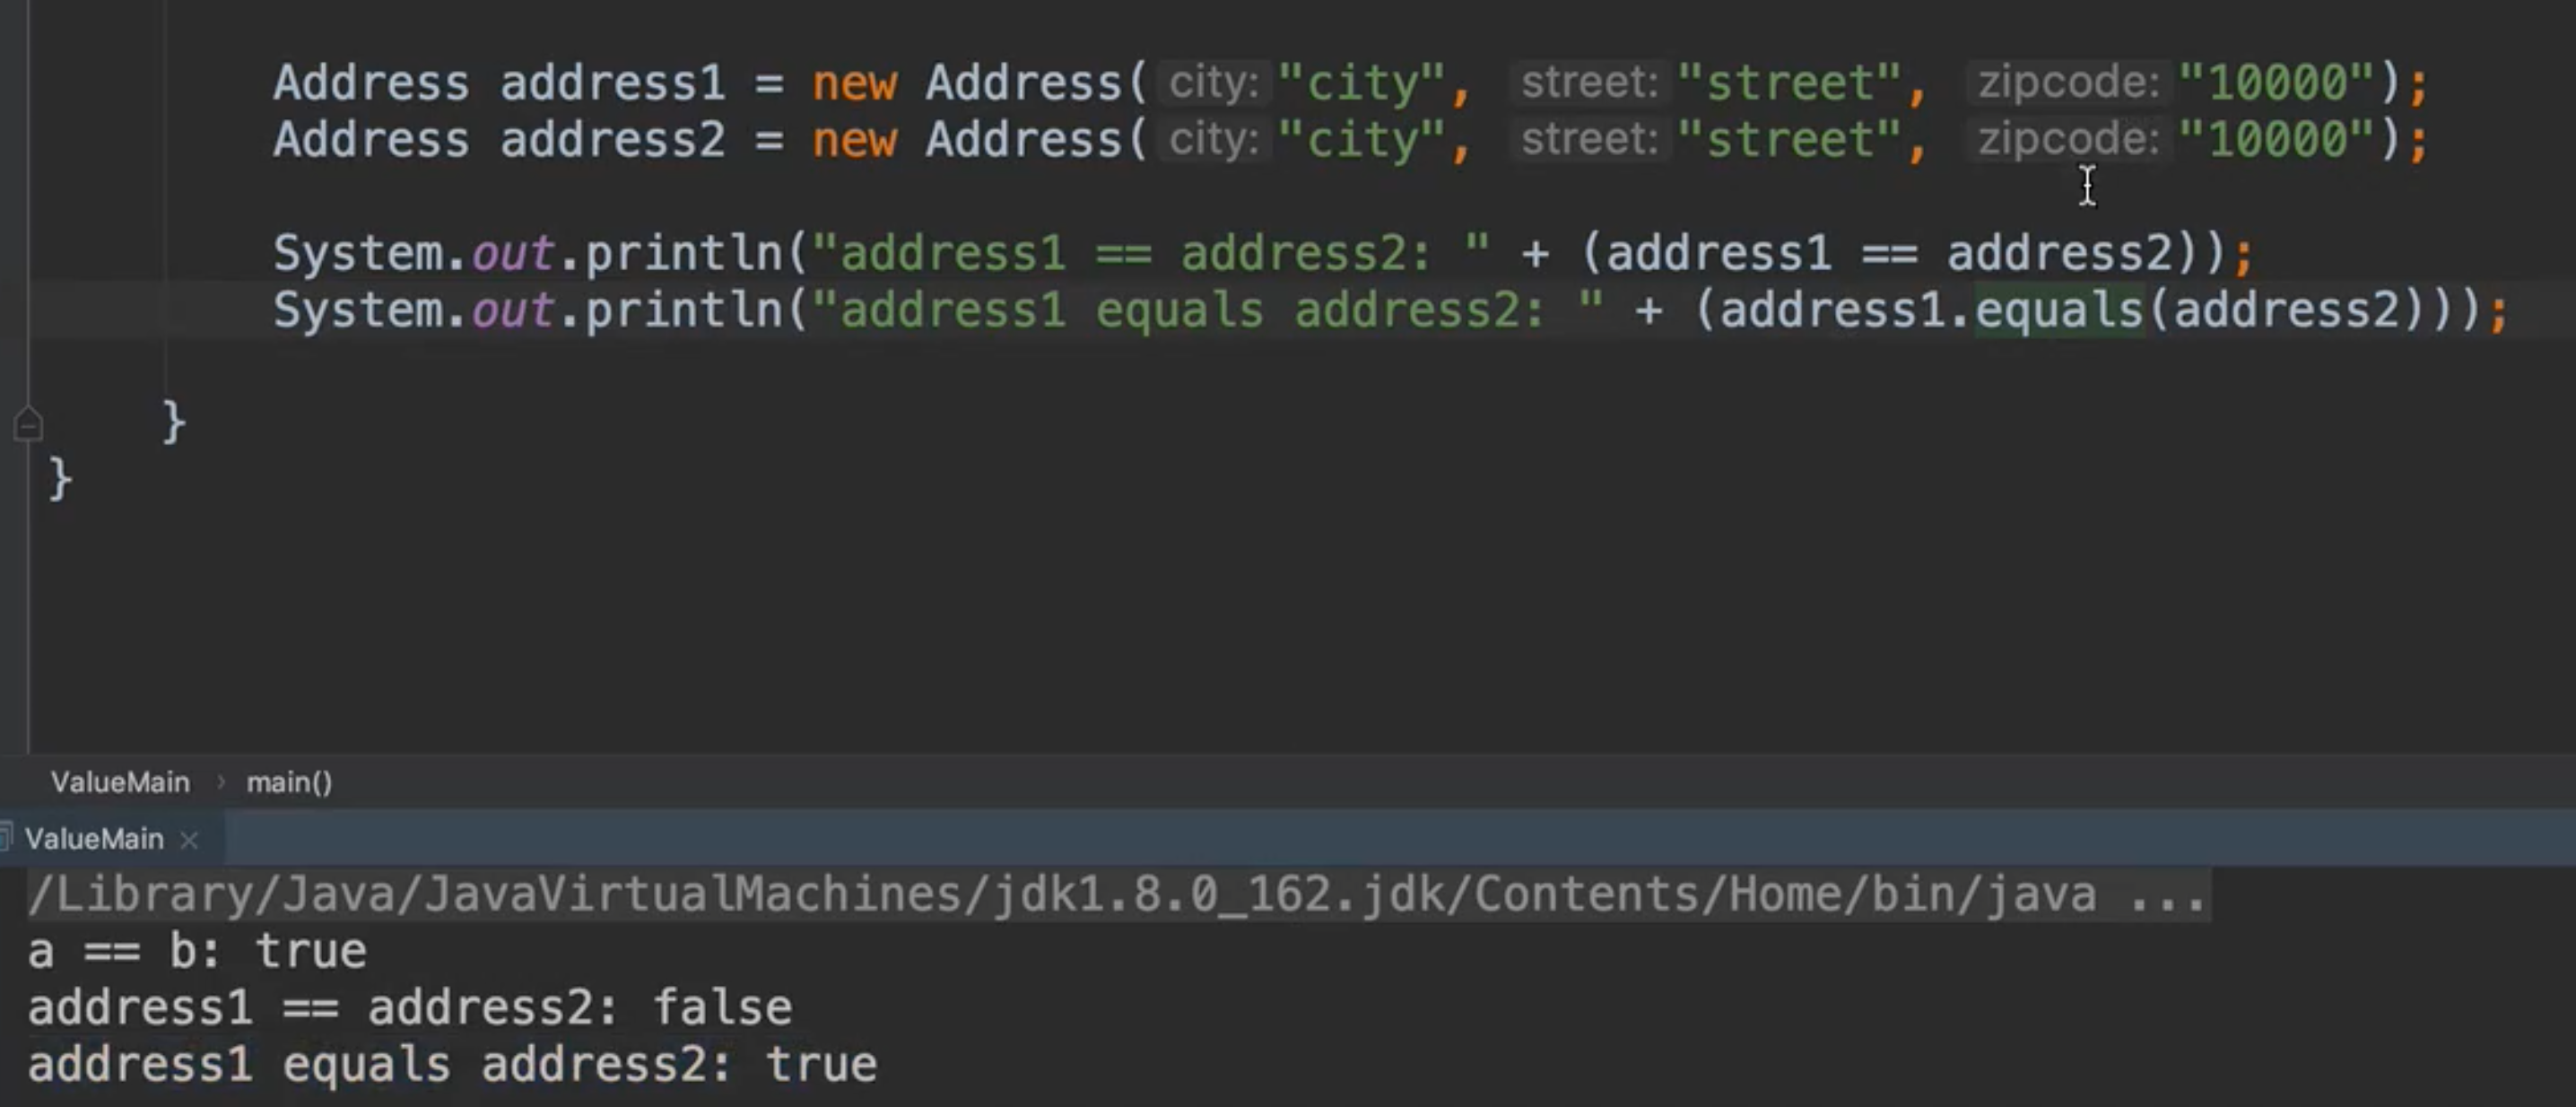 Address address1 = new Address( city: "city", street: "street", zipcode: "10000");
Address address2 = new Address( city: "city", street: "street", zipcode: "10000");
System.out.println("address1 == address2: " + (address1 == address2));
System.out.println("address1 equals address2: " + (address1.equals(address2)));
}
}
ValueMain › main()
ValueMain ×
/Library/Java/JavaVirtualMachines/jdk1.8.0_162.jdk/Contents/Home/bin/java ...
a == b: true
address1 == address2: false
address1 equals address2: true